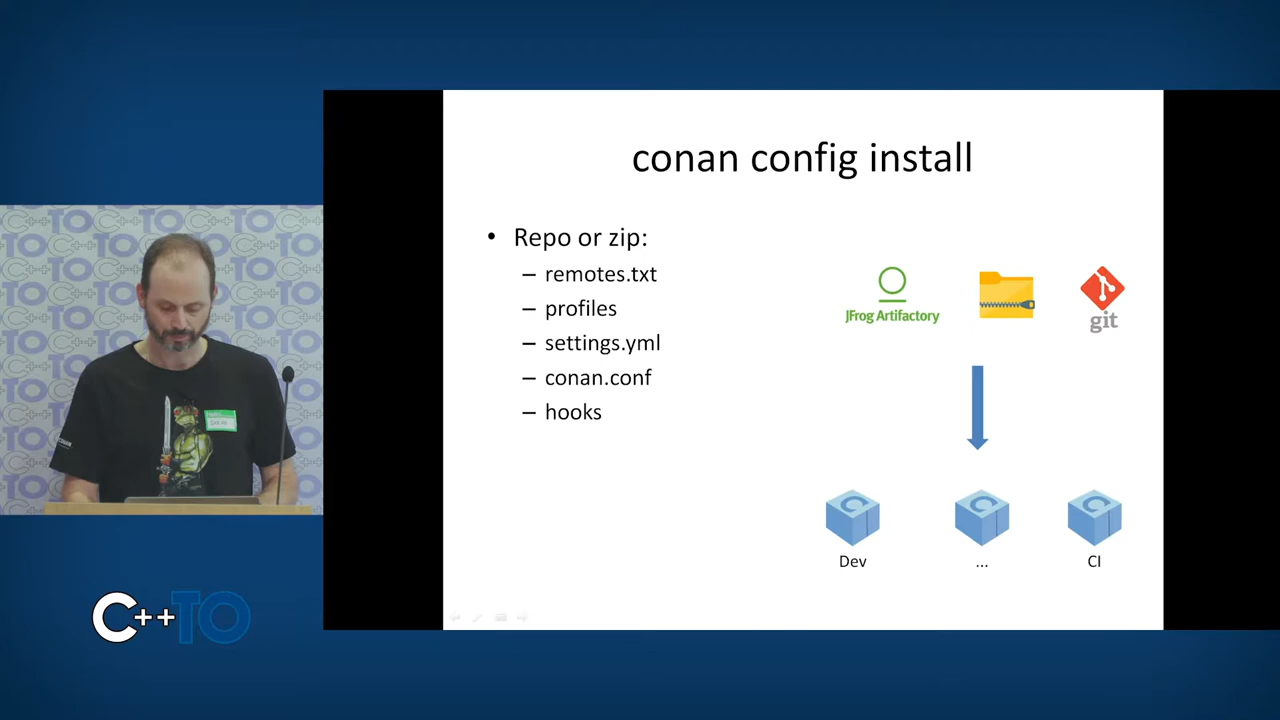 conan config install
• Repo or zip:
– remotes.txt
– profiles
– settings.yml
– conan.conf
– hooks
JFrog Artifactory
git
Dev
...
CI
C++TO